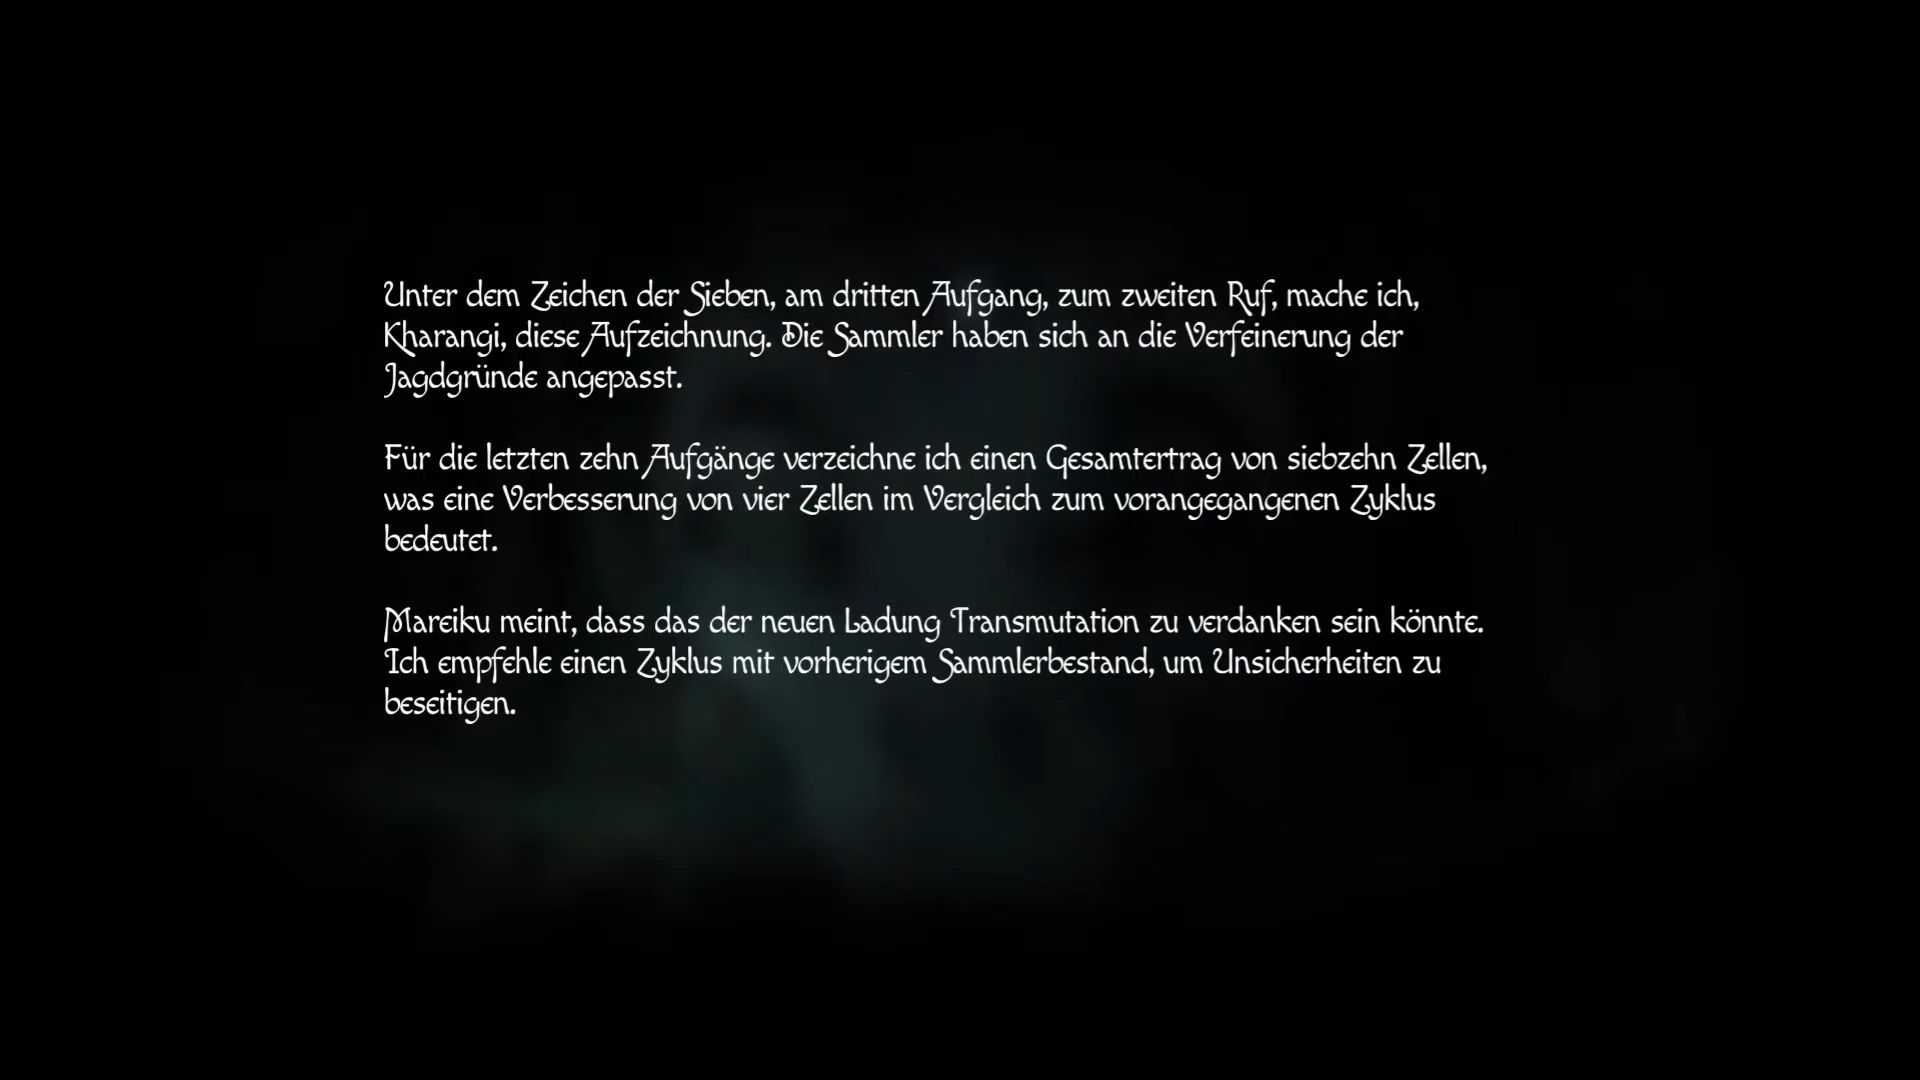 Unter dem Zeichen der Sieben, am dritten Aufgang, zum zweiten Ruf, mache ich,
Kharangi, diese Aufzeichnung. Die Sammler haben sich an die Verfeinerung der
Jagdgründe angepasst.
Für die letzten zehn Aufgänge verzeichne ich einen Gesamtertrag von siebzehn Zellen,
was eine Verbesserung von vier Zellen im Vergleich zum vorangegangenen Zyklus
bedeutet.
Mareiku meint, dass das der neuen Ladung Transmutation zu verdanken sein könnte.
Ich empfehle einen Zyklus mit vorherigem Sammlerbestand, um Unsicherheiten zu
beseitigen.